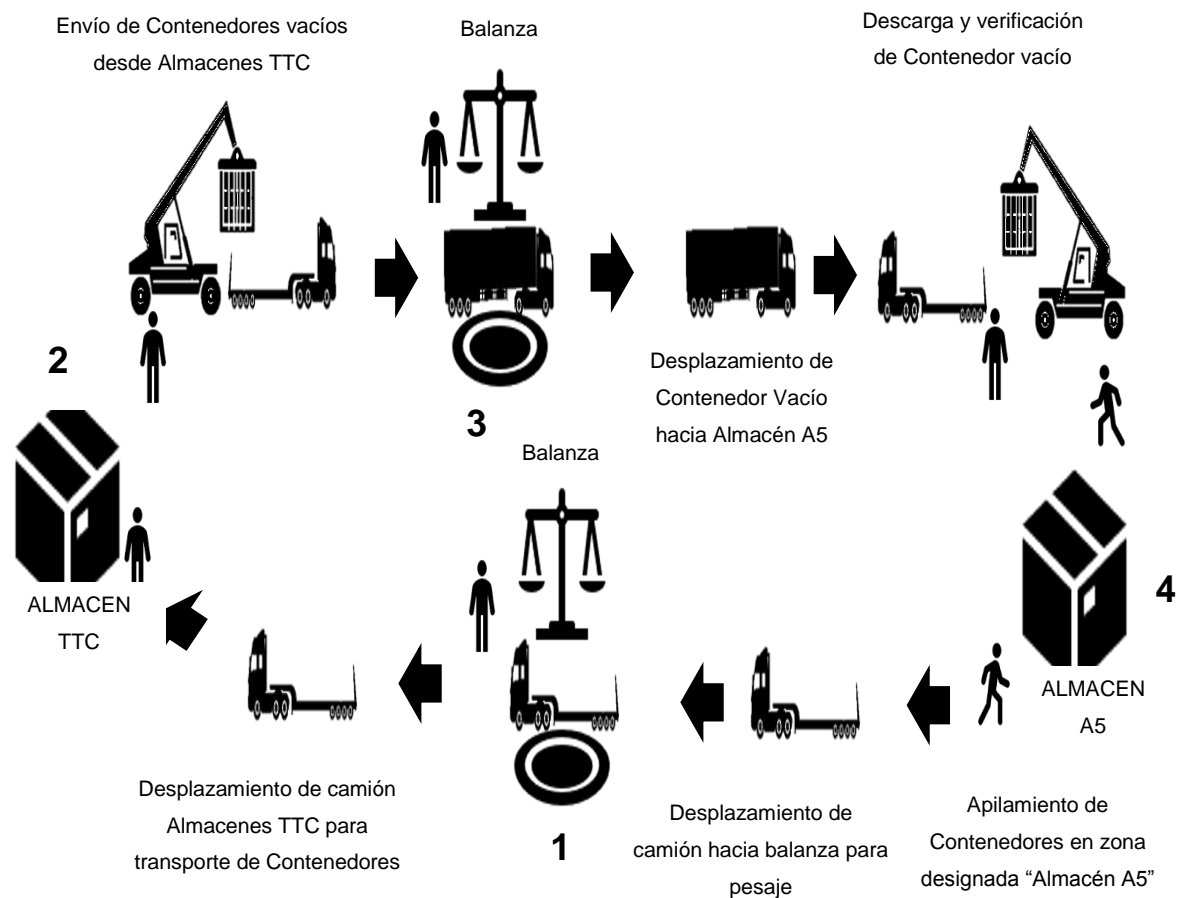 Envío de Contenedores vacíos
desde Almacenes TTC
Balanza
Descarga y verificación
de Contenedor vacío
2
3
Desplazamiento de
Contenedor Vacío
hacia Almacén A5
Balanza
ALMACEN
TTC
4
ALMACEN
A5
Desplazamiento de camión
Almacenes TTC para
transporte de Contenedores
1
Desplazamiento de
camión hacia balanza para
pesaje
Apilamiento de
Contenedores en zona
designada “Almacén A5”